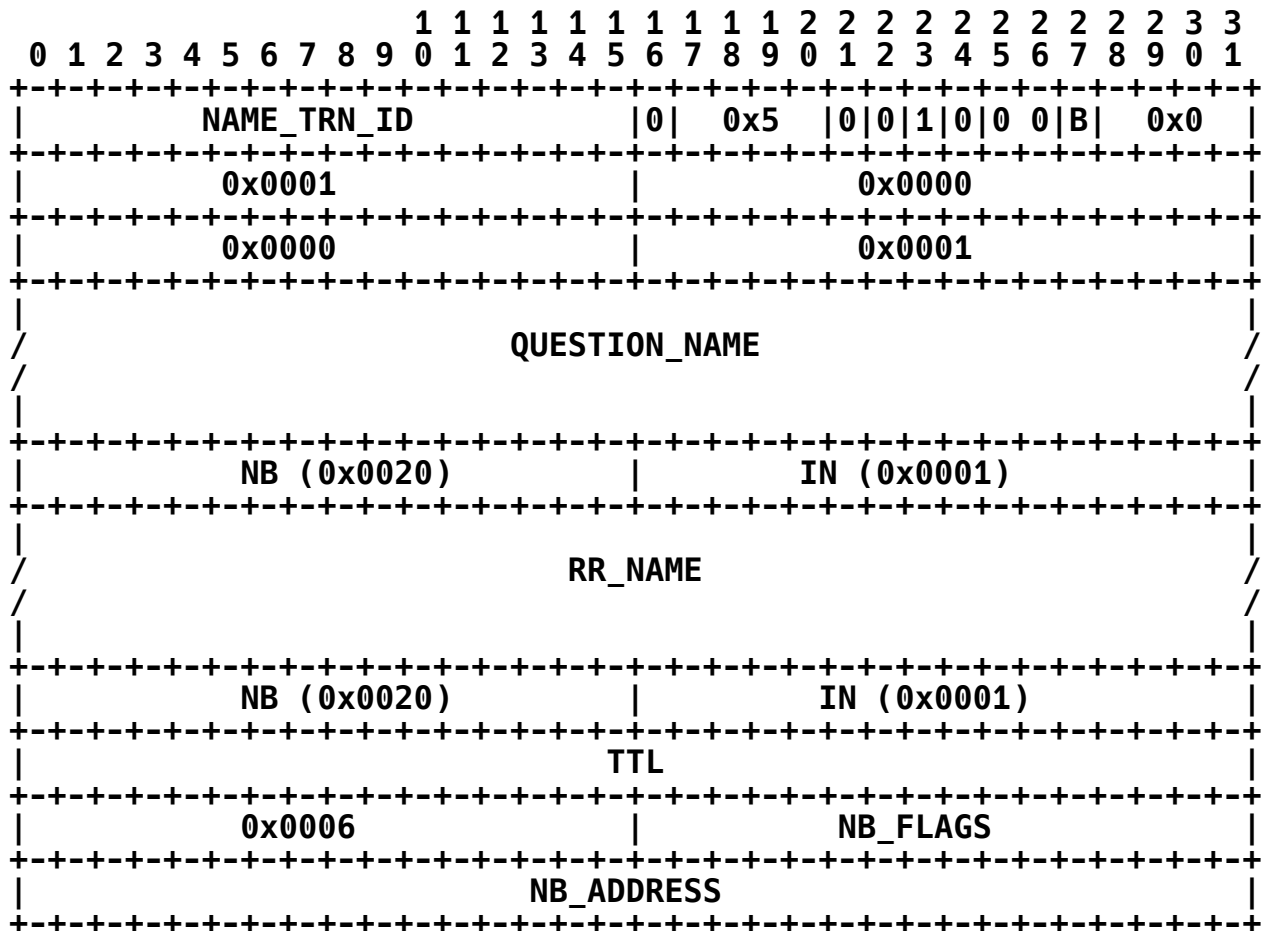 1 1 1 1 1 1 1 1 1 1 2 2 2 2 2 2 2 2 2 2 3 3
 0 1 2 3 4 5 6 7 8 9 0 1 2 3 4 5 6 7 8 9 0 1 2 3 4 5 6 7 8 9 0 1
+-+-+-+-+-+-+-+-+-+-+-+-+-+-+-+-+-+-+-+-+-+-+-+-+-+-+-+-+-+-+-+-+
|         NAME_TRN_ID           |0|  0x5  |0|0|1|0|0 0|B|  0x0  |
+-+-+-+-+-+-+-+-+-+-+-+-+-+-+-+-+-+-+-+-+-+-+-+-+-+-+-+-+-+-+-+-+
|          0x0001               |           0x0000              |
+-+-+-+-+-+-+-+-+-+-+-+-+-+-+-+-+-+-+-+-+-+-+-+-+-+-+-+-+-+-+-+-+
|          0x0000               |           0x0001              |
+-+-+-+-+-+-+-+-+-+-+-+-+-+-+-+-+-+-+-+-+-+-+-+-+-+-+-+-+-+-+-+-+
|                                                               |
/                         QUESTION_NAME                         /
/                                                               /
|                                                               |
+-+-+-+-+-+-+-+-+-+-+-+-+-+-+-+-+-+-+-+-+-+-+-+-+-+-+-+-+-+-+-+-+
|           NB (0x0020)         |        IN (0x0001)            |
+-+-+-+-+-+-+-+-+-+-+-+-+-+-+-+-+-+-+-+-+-+-+-+-+-+-+-+-+-+-+-+-+
|                                                               |
/                            RR_NAME                            /
/                                                               /
|                                                               |
+-+-+-+-+-+-+-+-+-+-+-+-+-+-+-+-+-+-+-+-+-+-+-+-+-+-+-+-+-+-+-+-+
|           NB (0x0020)         |         IN (0x0001)           |
+-+-+-+-+-+-+-+-+-+-+-+-+-+-+-+-+-+-+-+-+-+-+-+-+-+-+-+-+-+-+-+-+
|                              TTL                              |
+-+-+-+-+-+-+-+-+-+-+-+-+-+-+-+-+-+-+-+-+-+-+-+-+-+-+-+-+-+-+-+-+
|           0x0006              |          NB_FLAGS             |
+-+-+-+-+-+-+-+-+-+-+-+-+-+-+-+-+-+-+-+-+-+-+-+-+-+-+-+-+-+-+-+-+
|                          NB_ADDRESS                           |
+-+-+-+-+-+-+-+-+-+-+-+-+-+-+-+-+-+-+-+-+-+-+-+-+-+-+-+-+-+-+-+-+